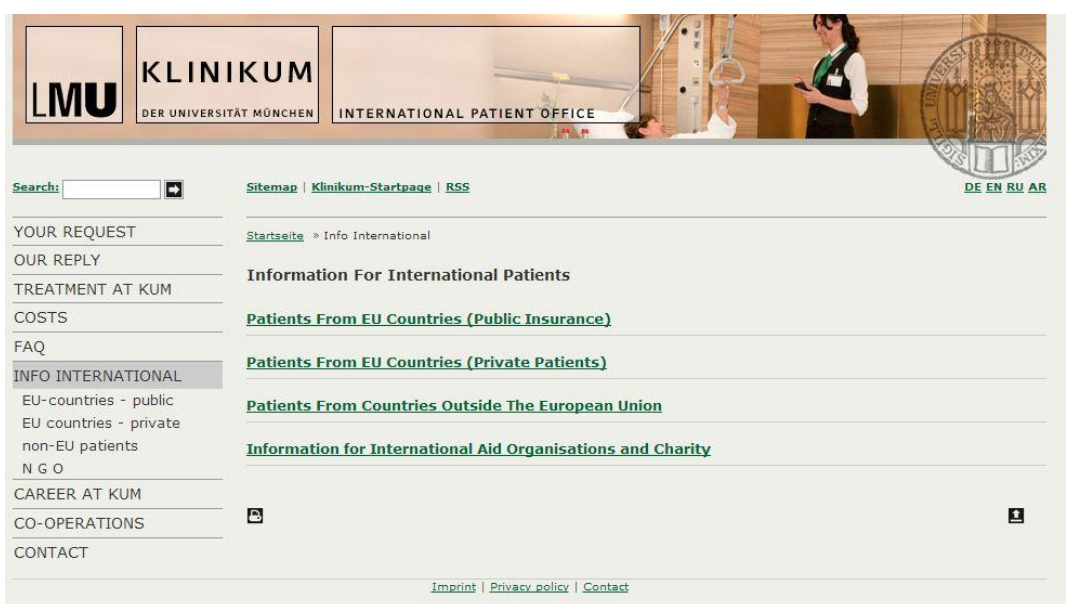 LMU
KLINIKUM
DER UNIVERSITÄT MÜNCHEN
INTERNATIONAL PATIENT OFFICE
Search:
Sitemap | Klinikum-Startpage | RSS
DE EN RU AR
YOUR REQUEST
OUR REPLY
TREATMENT AT KUM
COSTS
FAQ
INFO INTERNATIONAL
EU-countries - public
EU countries - private
non-EU patients
N G O
CAREER AT KUM
CO-OPERATIONS
CONTACT
Startseite » Info International
Information For International Patients
Patients From EU Countries (Public Insurance)
Patients From EU Countries (Private Patients)
Patients From Countries Outside The European Union
Information for International Aid Organisations and Charity
Imprint | Privacy policy | Contact